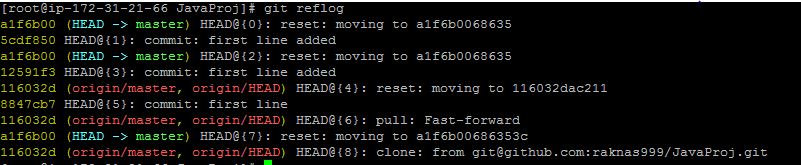 [root@ip-172-31-21-66 JavaProj]# git reflog
a1f6b00 (HEAD -> master) HEAD@{0}: reset: moving to a1f6b0068635
5cdf850 HEAD@{1}: commit: first line added
a1f6b00 (HEAD -> master) HEAD@{2}: reset: moving to a1f6b0068635
12591f3 HEAD@{3}: commit: first line added
116032d (origin/master, origin/HEAD) HEAD@{4}: reset: moving to 116032dac211
8847cb7 HEAD@{5}: commit: first line
116032d (origin/master, origin/HEAD) HEAD@{6}: pull: Fast-forward
a1f6b00 (HEAD -> master) HEAD@{7}: reset: moving to a1f6b00686353c
116032d (origin/master, origin/HEAD) HEAD@{8}: clone: from git@github.com:raknas999/JavaProj.git